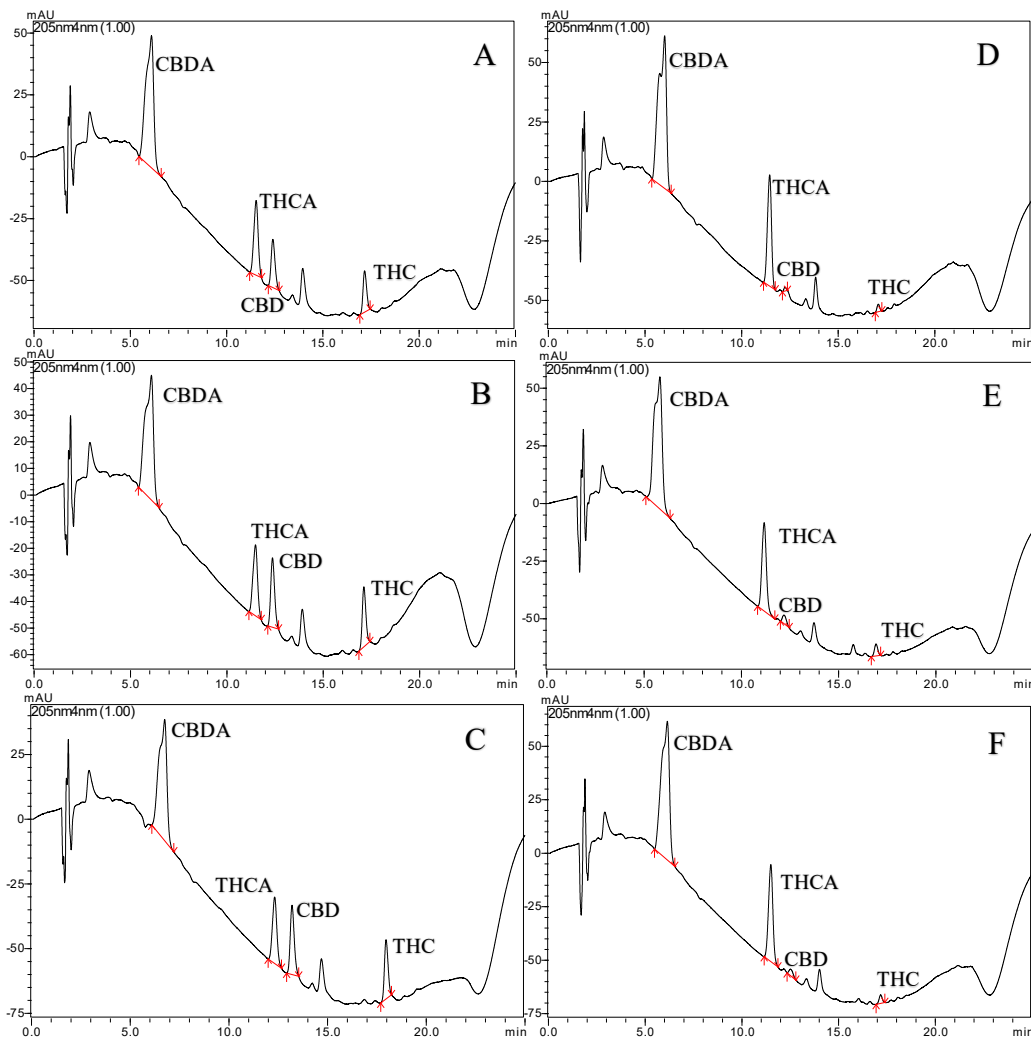 mAU
205nm4nm (1.00)
A
CBDA
THCA
CBD
THC
50
25
0
-25
-50
0.0 5.0 10.0 15.0 20.0 min
mAU
205nm4nm (1.00)
D
CBDA
THCA
CBD
THC
50
25
0
-25
-50
0.0 5.0 10.0 15.0 20.0 min
mAU
205nm4nm (1.00)
B
CBDA
THCA
CBD
THC
50
40
30
20
10
0
-10
-20
-30
-40
-50
-60
0.0 5.0 10.0 15.0 20.0 min
mAU
205nm4nm (1.00)
E
CBDA
THCA
CBD
THC
50
25
0
-25
-50
0.0 5.0 10.0 15.0 20.0 min
mAU
205nm4nm (1.00)
C
CBDA
THCA
CBD
THC
25
0
-25
-50
-75
0.0 5.0 10.0 15.0 20.0 min
mAU
205nm4nm (1.00)
F
CBDA
THCA
CBD
THC
50
25
0
-25
-50
-75
0.0 5.0 10.0 15.0 20.0 min